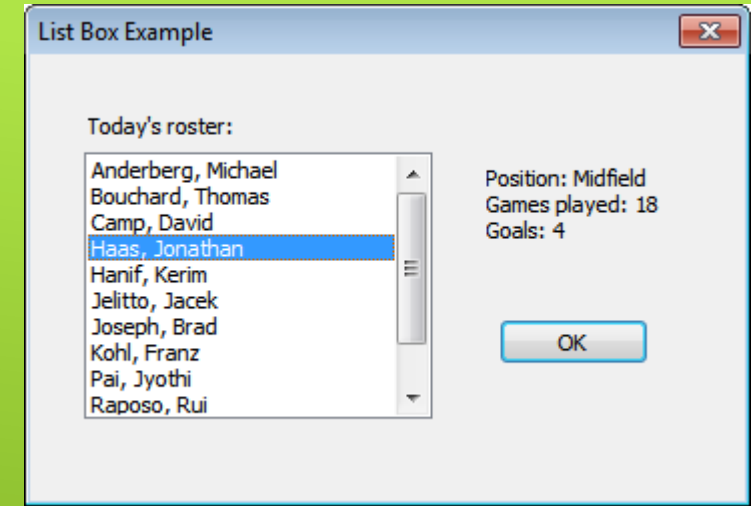 List Box Example
Today's roster:
Anderberg, Michael
Bouchard, Thomas
Camp, David
Haas, Jonathan
Hanif, Kerim
Jelitto, Jacek
Joseph, Brad
Kohl, Franz
Pai, Jyothi
Raposo, Rui
Position: Midfield
Games played: 18
Goals: 4
OK